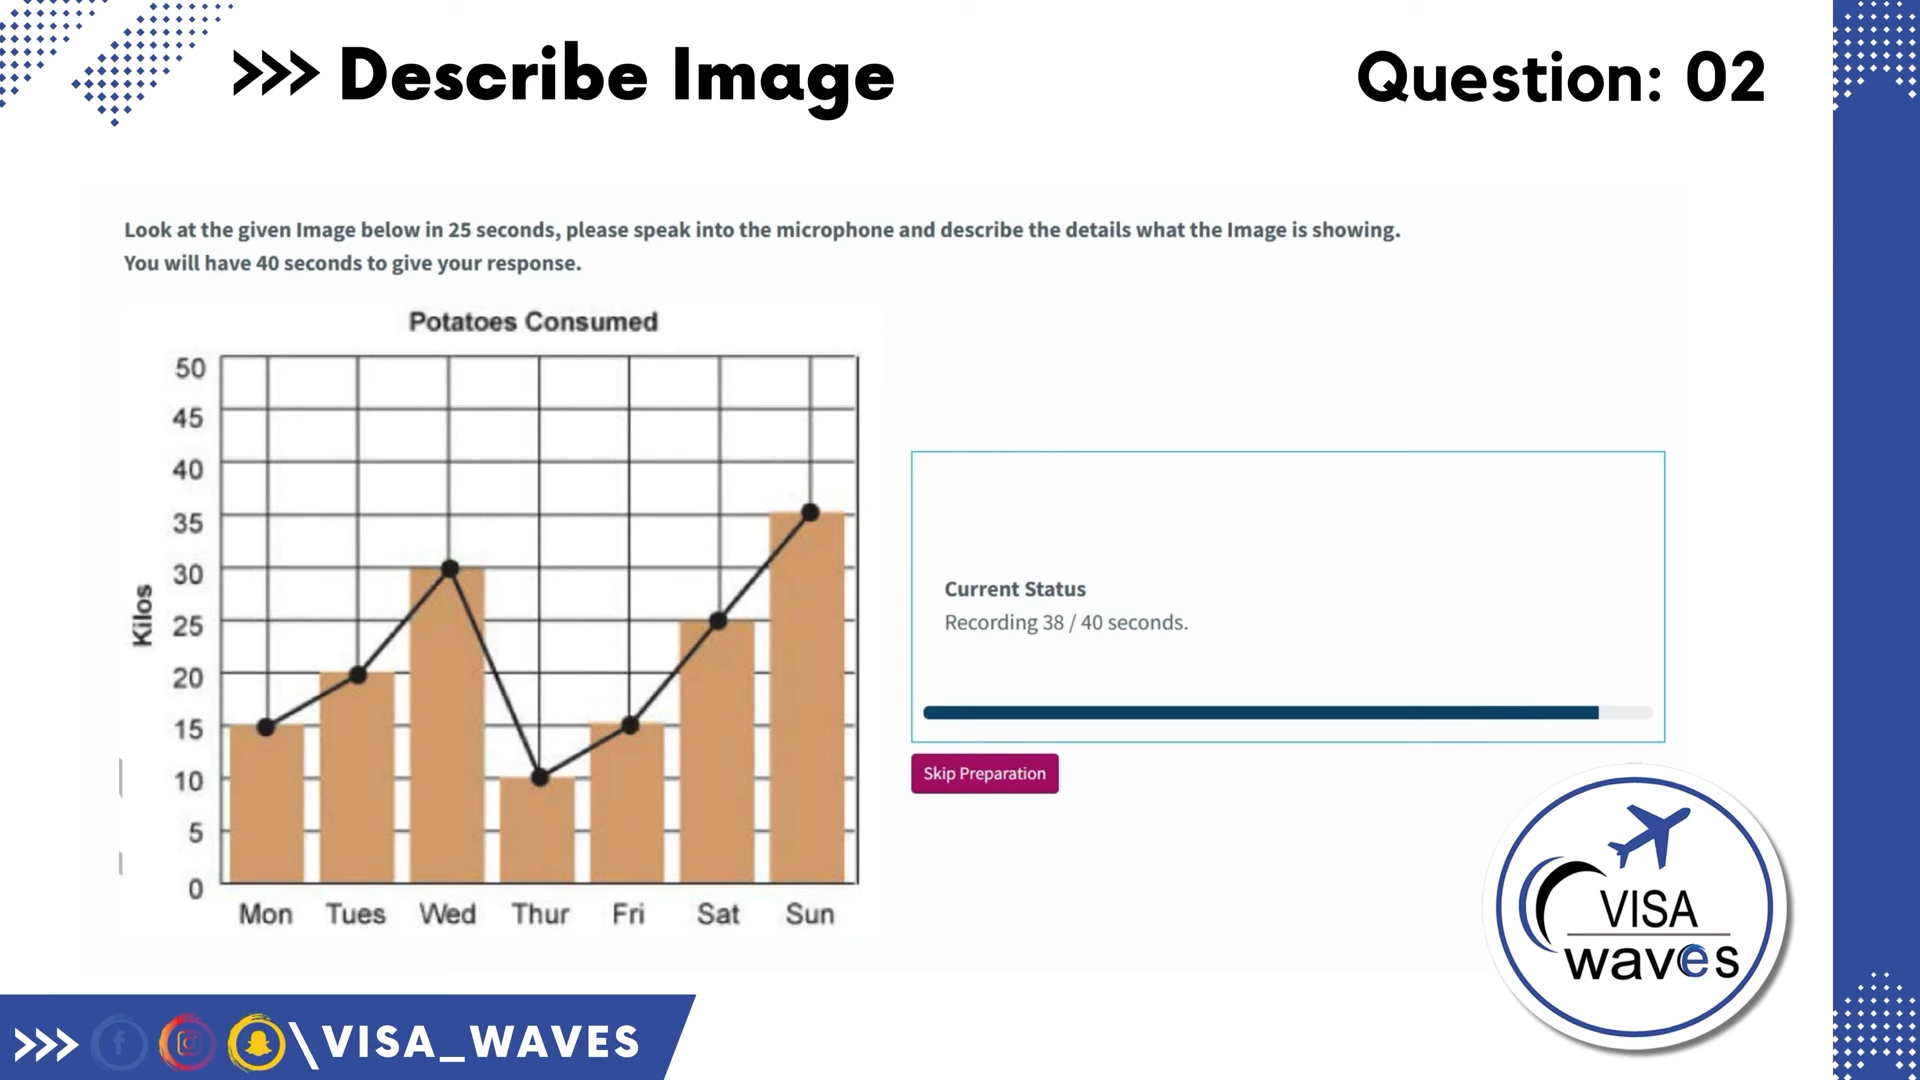 >>> Describe Image
Question: 02
Look at the given Image below in 25 seconds, please speak into the microphone and describe the details what the Image is showing.
You will have 40 seconds to give your response.
Potatoes Consumed
50
45
40
35
30
25
20
15
10
5
0
Kilos
Mon Tues Wed Thur Fri Sat Sun
Current Status
Recording 38 / 40 seconds.
Skip Preparation
VISA
waves
>>> \VISA_WAVES